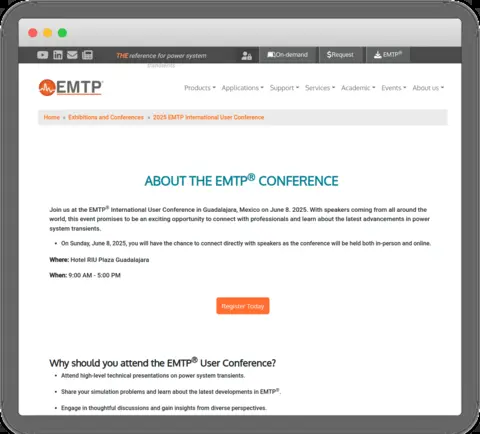 THE reference for power system
On-demand
$Request
EMTP®
transients
EMTP®
Products
Applications
Support
Services
Academic
Events
About us
Home » Exhibitions and Conferences » 2025 EMTP International User Conference
ABOUT THE EMTP® CONFERENCE
Join us at the EMTP® International User Conference in Guadalajara, Mexico on June 8. 2025. With speakers coming from all around the
world, this event promises to be an exciting opportunity to connect with professionals and learn about the latest advancements in power
system transients.
• On Sunday, June 8, 2025, you will have the chance to connect directly with speakers as the conference will be held both in-person and online.
Where: Hotel RIU Plaza Guadalajara
When: 9:00 AM - 5:00 PM
Register Today
Why should you attend the EMTP® User Conference?
• Attend high-level technical presentations on power system transients.
• Share your simulation problems and learn about the latest developments in EMTP®.
• Engage in thoughtful discussions and gain insights from diverse perspectives.